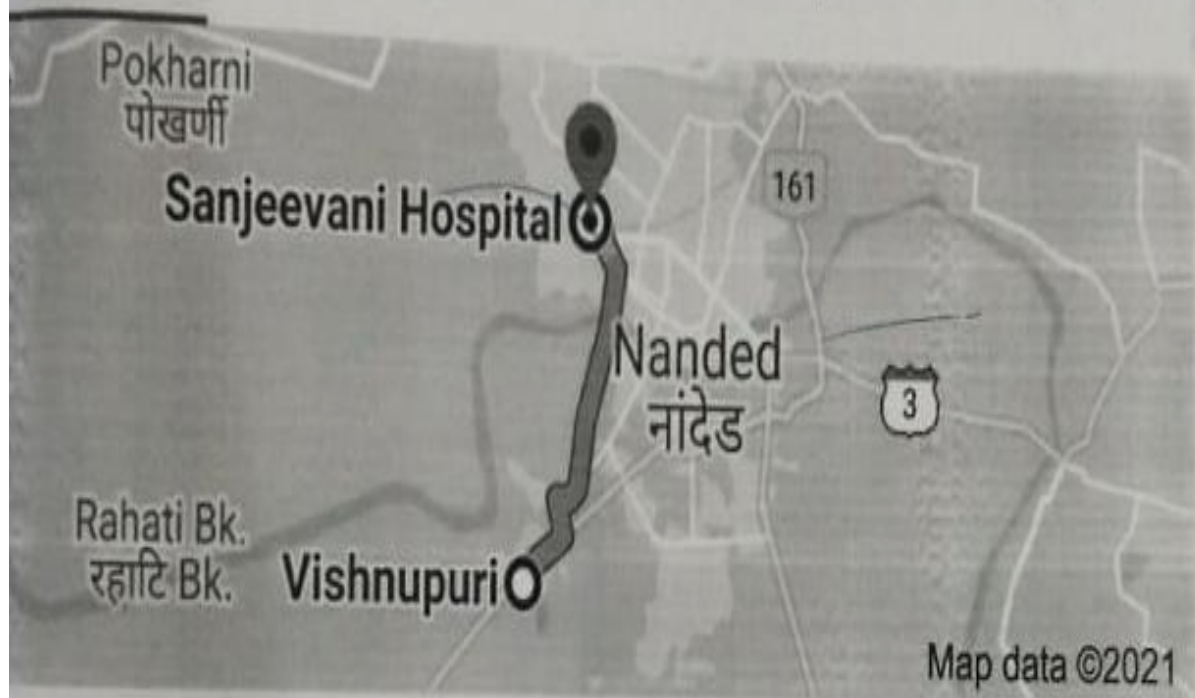 Pokharni
पोखर्णी
Sanjeevani Hospital
161
Nanded
नांदेड
3
Rahati Bk.
रहाटि Bk.
Vishnupuri
Map data ©2021